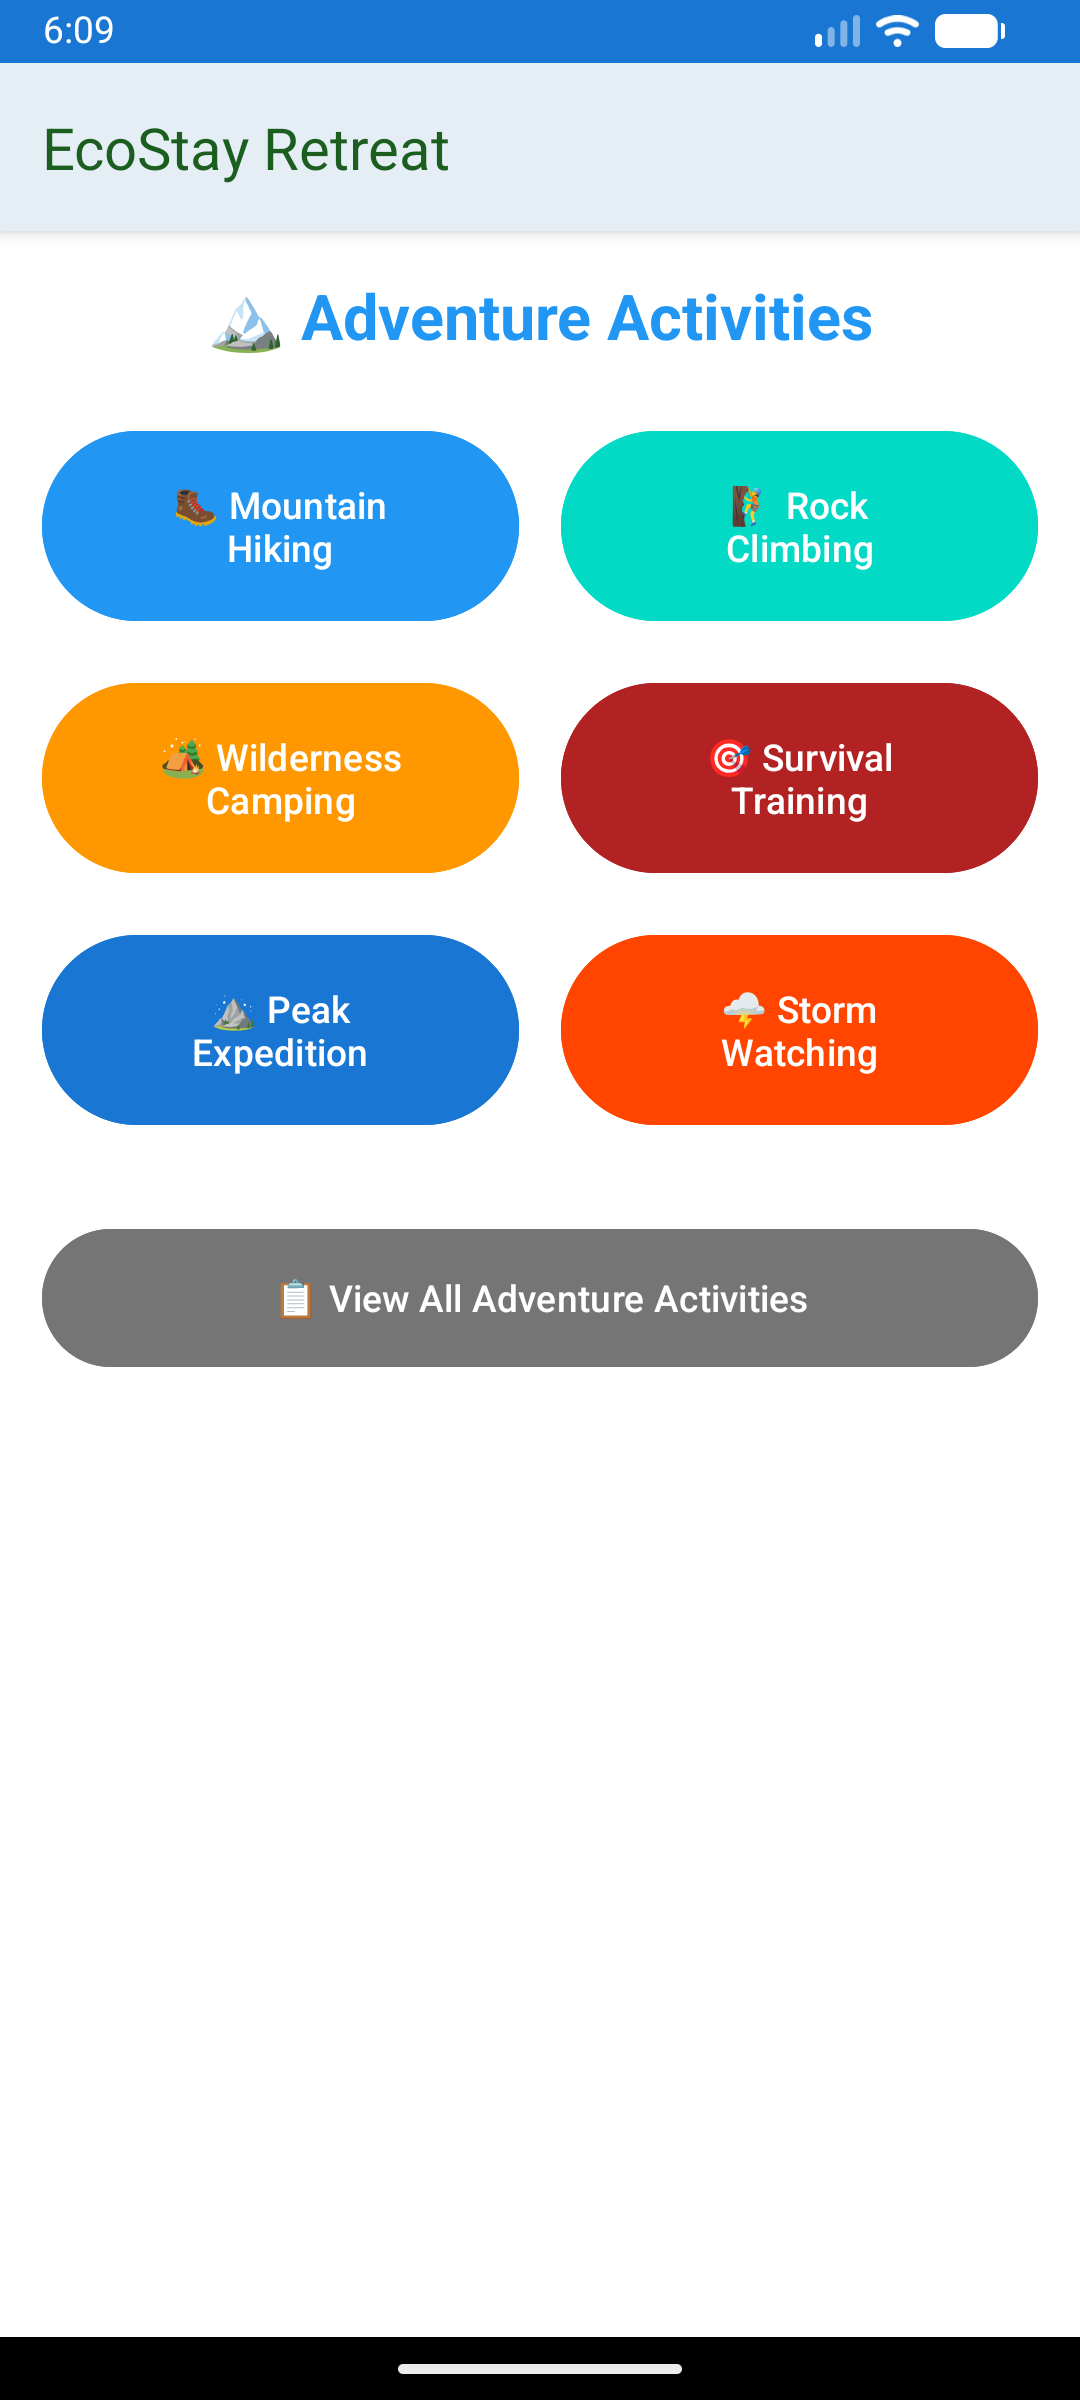 6:09
EcoStay Retreat
🏔️ Adventure Activities
🥾 Mountain
Hiking
🧗 Rock
Climbing
🏕️ Wilderness
Camping
🎯 Survival
Training
⛰️ Peak
Expedition
🌩️ Storm
Watching
📋 View All Adventure Activities